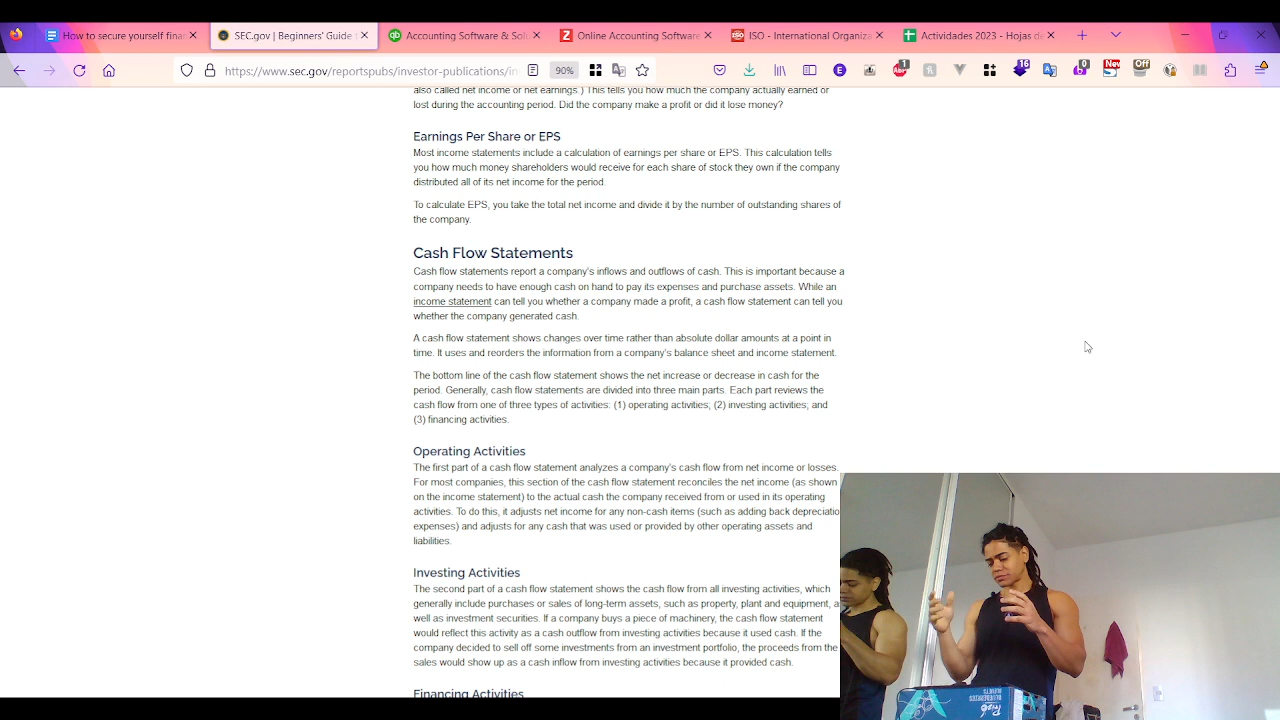 How to secure yourself finan
SEC.gov | Beginners' Guide t
Accounting Software & Solu
Online Accounting Software
ISO - International Organiza
Actividades 2023 - Hojas de
https://www.sec.gov/reportspubs/investor-publications/in
90%
1
16
0
New
Off
also called net income or net earnings.) This tells you how much the company actually earned or
lost during the accounting period. Did the company make a profit or did it lose money?
Earnings Per Share or EPS
Most income statements include a calculation of earnings per share or EPS. This calculation tells
you how much money shareholders would receive for each share of stock they own if the company
distributed all of its net income for the period.
To calculate EPS, you take the total net income and divide it by the number of outstanding shares of
the company.
Cash Flow Statements
Cash flow statements report a company's inflows and outflows of cash. This is important because a
company needs to have enough cash on hand to pay its expenses and purchase assets. While an
income statement can tell you whether a company made a profit, a cash flow statement can tell you
whether the company generated cash.
A cash flow statement shows changes over time rather than absolute dollar amounts at a point in
time. It uses and reorders the information from a company's balance sheet and income statement.
The bottom line of the cash flow statement shows the net increase or decrease in cash for the
period. Generally, cash flow statements are divided into three main parts. Each part reviews the
cash flow from one of three types of activities: (1) operating activities; (2) investing activities; and
(3) financing activities.
Operating Activities
The first part of a cash flow statement analyzes a company's cash flow from net income or losses.
For most companies, this section of the cash flow statement reconciles the net income (as shown
on the income statement) to the actual cash the company received from or used in its operating
activities. To do this, it adjusts net income for any non-cash items (such as adding back depreciatio
expenses) and adjusts for any cash that was used or provided by other operating assets and
liabilities.
Investing Activities
The second part of a cash flow statement shows the cash flow from all investing activities, which
generally include purchases or sales of long-term assets, such as property, plant and equipment, a
well as investment securities. If a company buys a piece of machinery, the cash flow statement
would reflect this activity as a cash outflow from investing activities because it used cash. If the
company decided to sell off some investments from an investment portfolio, the proceeds from the
sales would show up as a cash inflow from investing activities because it provided cash.
Financing Activities